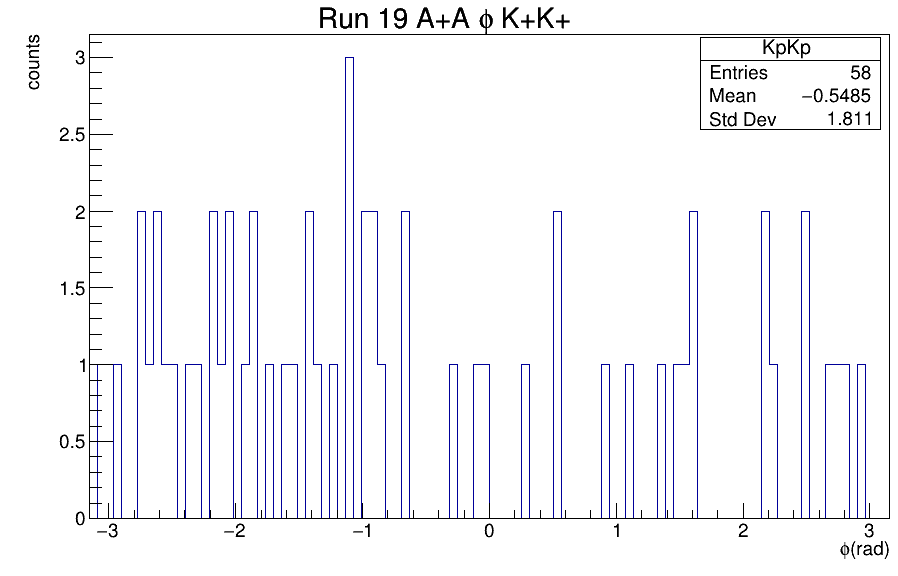 Run 19 A+A ϕ K+K+
counts
KpKp
Entries 58
Mean −0.5485
Std Dev 1.811
3
2.5
2
1.5
1
0.5
0
−3 −2 −1 0 1 2 3
ϕ(rad)